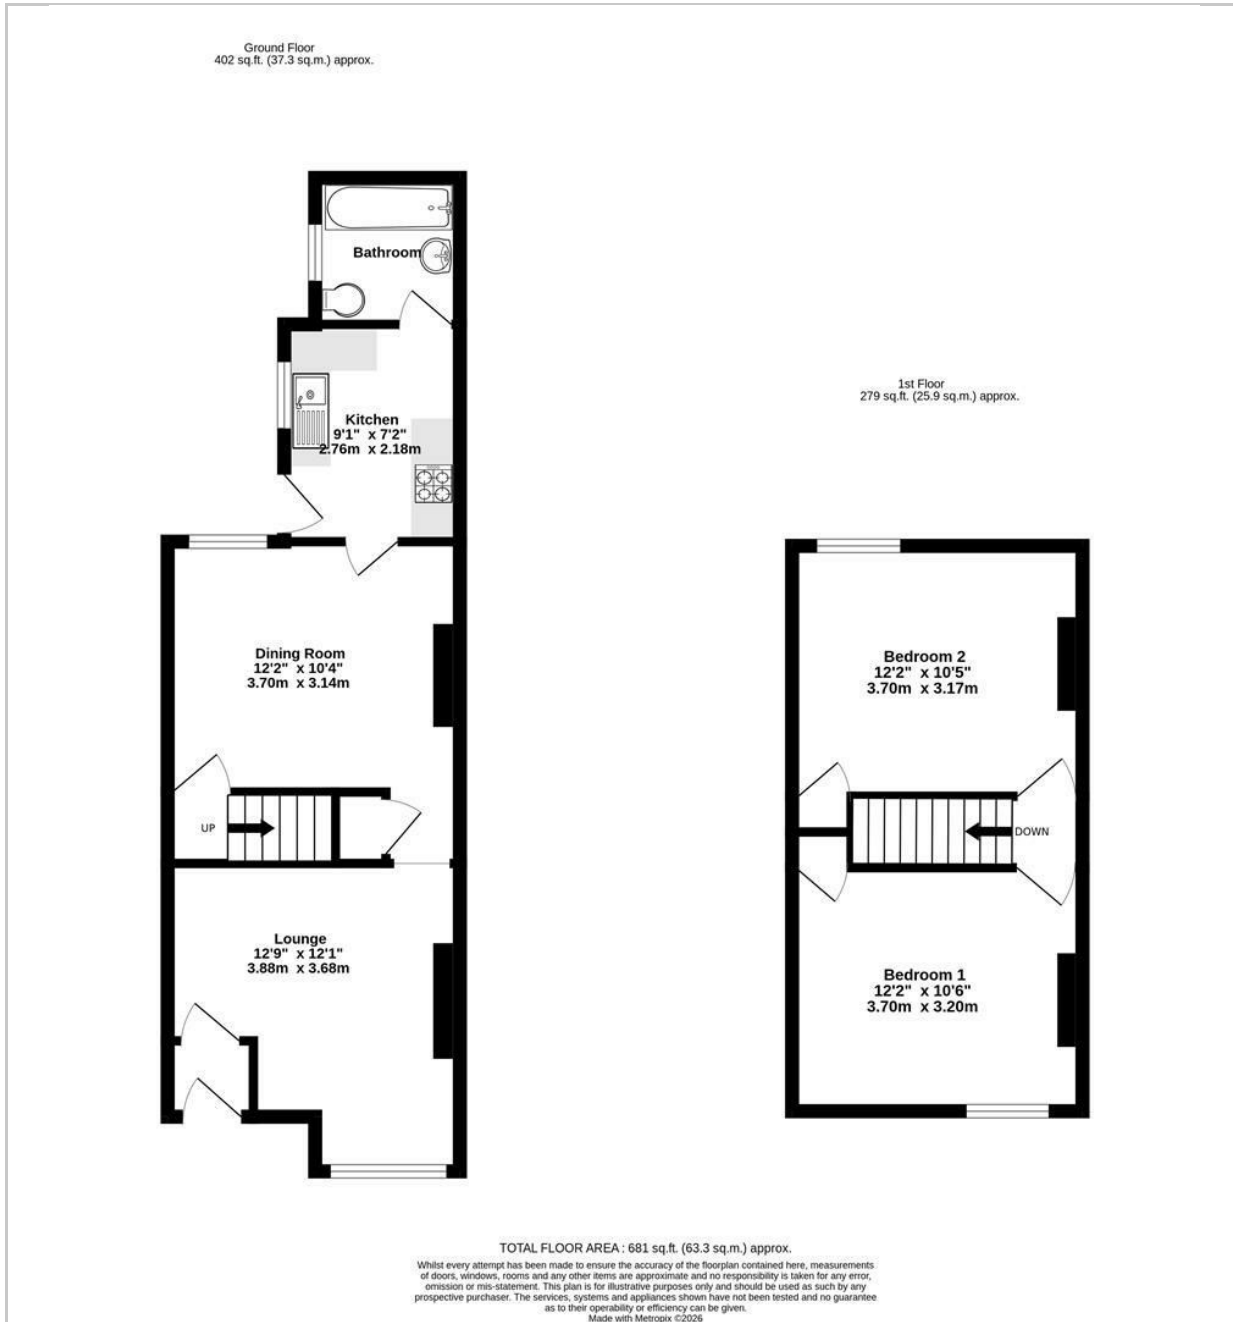 Ground Floor
402 sq.ft. (37.3 sq.m.) approx.
Bathroom
Kitchen
9'1" x 7'2"
2.76m x 2.18m
Dining Room
12'2" x 10'4"
3.70m x 3.14m
UP
Lounge
12'9" x 12'1"
3.88m x 3.68m
1st Floor
279 sq.ft. (25.9 sq.m.) approx.
Bedroom 2
12'2" x 10'5"
3.70m x 3.17m
DOWN
Bedroom 1
12'2" x 10'6"
3.70m x 3.20m
TOTAL FLOOR AREA : 681 sq.ft. (63.3 sq.m.) approx.
Whilst every attempt has been made to ensure the accuracy of the floorplan contained here, measurements
of doors, windows, rooms and any other items are approximate and no responsibility is taken for any error,
omission or mis-statement. This plan is for illustrative purposes only and should be used as such by any
prospective purchaser. The services, systems and appliances shown have not been tested and no guarantee
as to their operability or efficiency can be given.
Made with Metropix ©2026